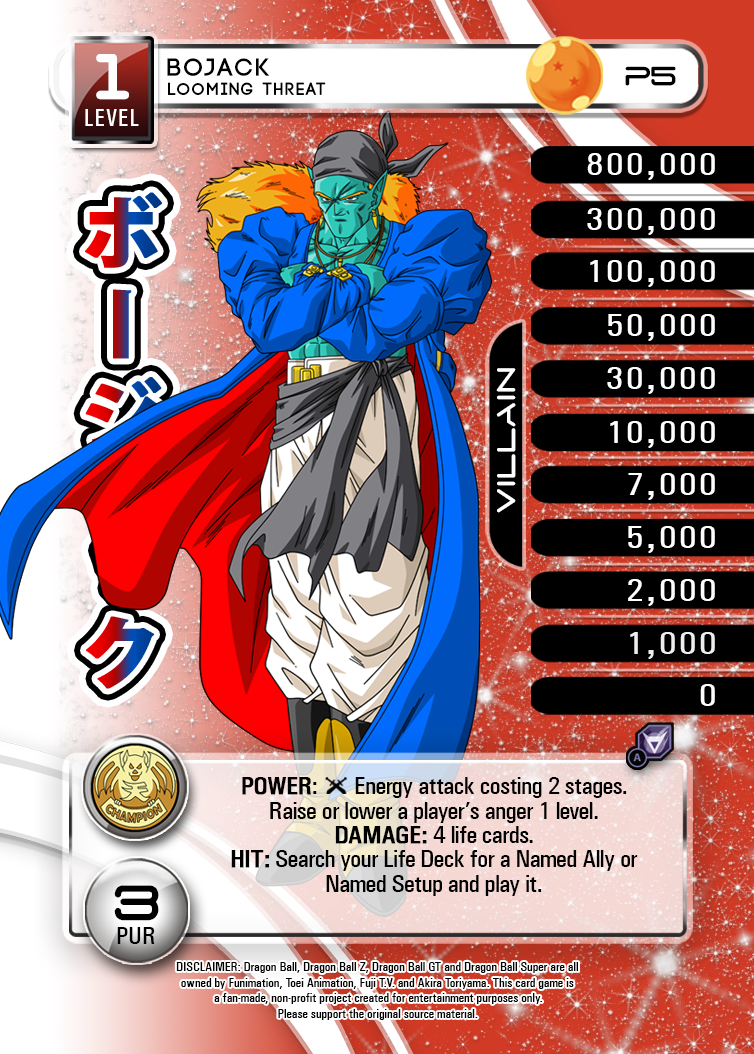 1
LEVEL
BOJACK
LOOMING THREAT
P5
800,000
300,000
100,000
50,000
30,000
10,000
7,000
5,000
2,000
1,000
0
VILLAIN
ボージ
ク
CHAMPION
3
PUR
A
POWER: Energy attack costing 2 stages.
Raise or lower a player's anger 1 level.
DAMAGE: 4 life cards.
HIT: Search your Life Deck for a Named Ally or
Named Setup and play it.
DISCLAIMER: Dragon Ball, Dragon Ball Z, Dragon Ball GT and Dragon Ball Super are all
owned by Funimation, Toei Animation, Fuji T.V. and Akira Toriyama. This card game is
a fan-made, non-profit project created for entertainment purposes only.
Please support the original source material.